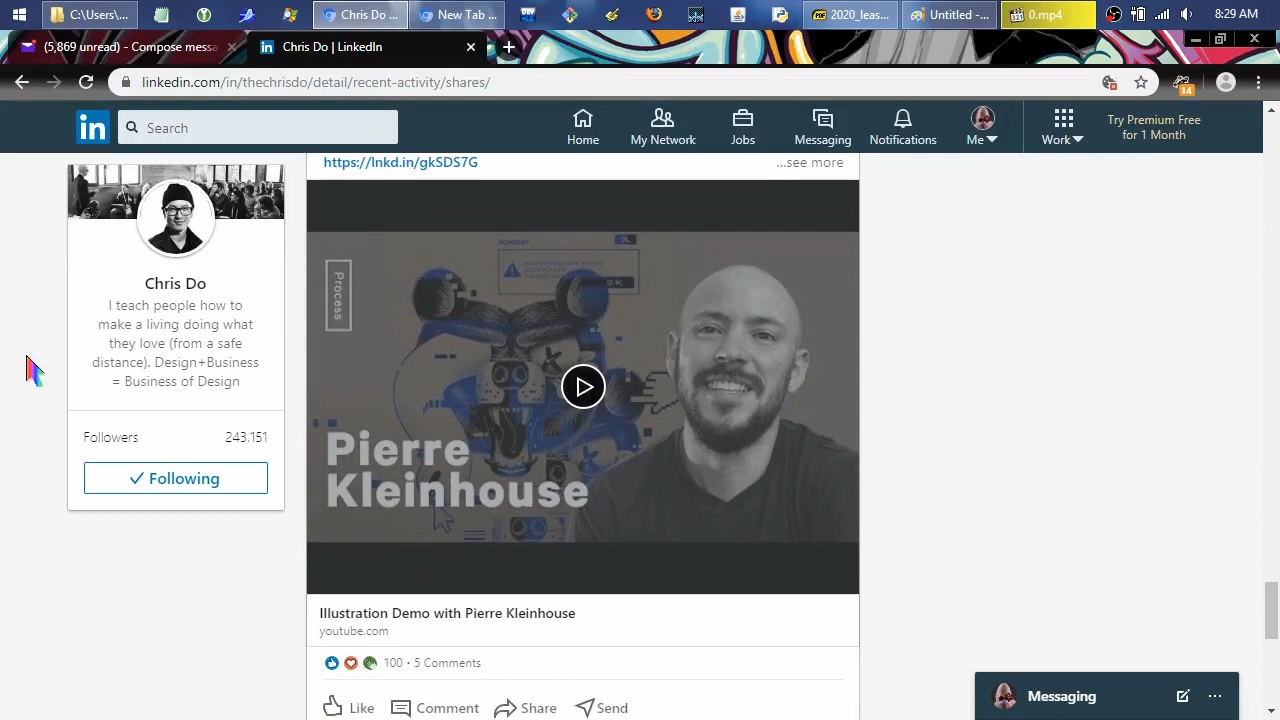 C:\Users\...
Chris Do ...
New Tab ...
2020_leas...
Untitled -...
0.mp4
8:29 AM
(5,869 unread) - Compose messa
Chris Do | LinkedIn
linkedin.com/in/thechrisdo/detail/recent-activity/shares/
14
in
Search
Home
My Network
Jobs
Messaging
Notifications
Me
Work
Try Premium Free
for 1 Month
https://lnkd.in/gkSDS7G
...see more
Chris Do
I teach people how to
make a living doing what
they love (from a safe
distance). Design+Business
= Business of Design
Followers 243,151
Following
Process
Pierre
Kleinhouse
Illustration Demo with Pierre Kleinhouse
youtube.com
100 • 5 Comments
Like
Comment
Share
Send
Messaging